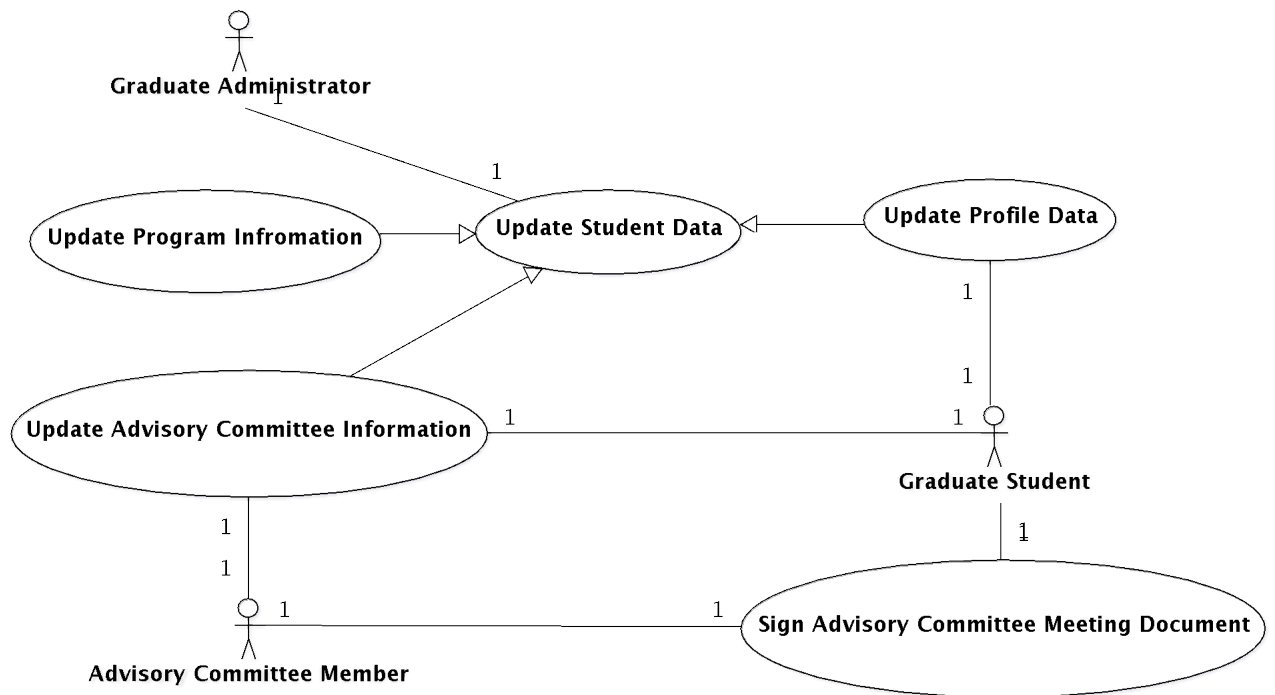 Graduate Administrator
1
1
Update Program Infromation
Update Student Data
Update Profile Data
1
1
Update Advisory Committee Information
1
1
Graduate Student
1
1
1
1
Sign Advisory Committee Meeting Document
1
1
Advisory Committee Member